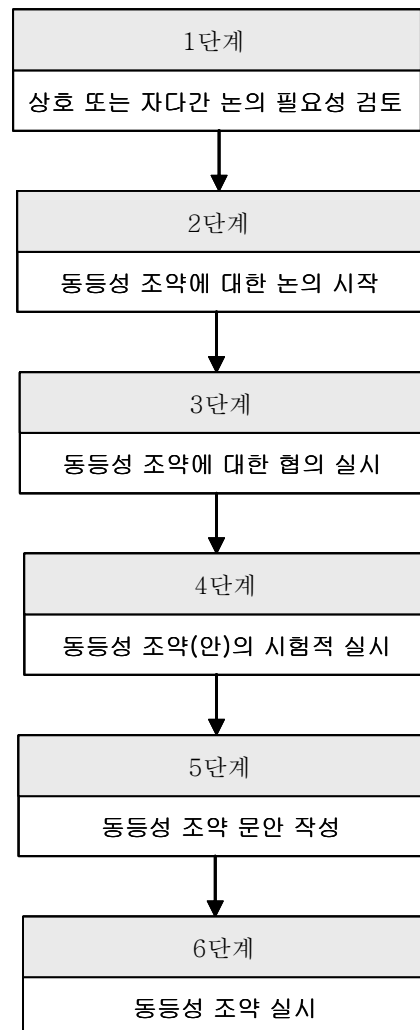 1단계
상호 또는 자다간 논의 필요성 검토
2단계
동등성 조약에 대한 논의 시작
3단계
동등성 조약에 대한 협의 실시
4단계
동등성 조약(안)의 시험적 실시
5단계
동등성 조약 문안 작성
6단계
동등성 조약 실시